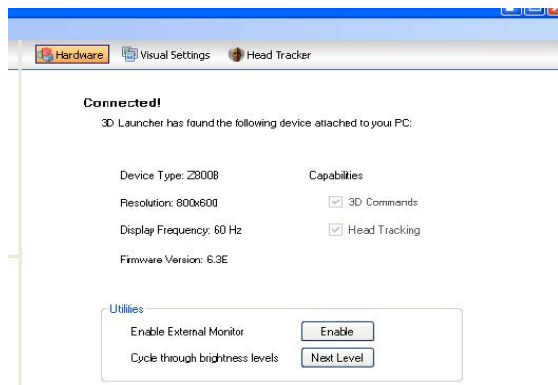 Hardware Visual Settings Head Tracker
Connected!
3D Launcher has found the following device attached to your PC:
Device Type: Z800B Capabilities
Resolution: 800x600 3D Commands
Display Frequency: 60 Hz Head Tracking
Firmware Version: 6.3E
Utilities
Enable External Monitor Enable
Cycle through brightness levels Next Level